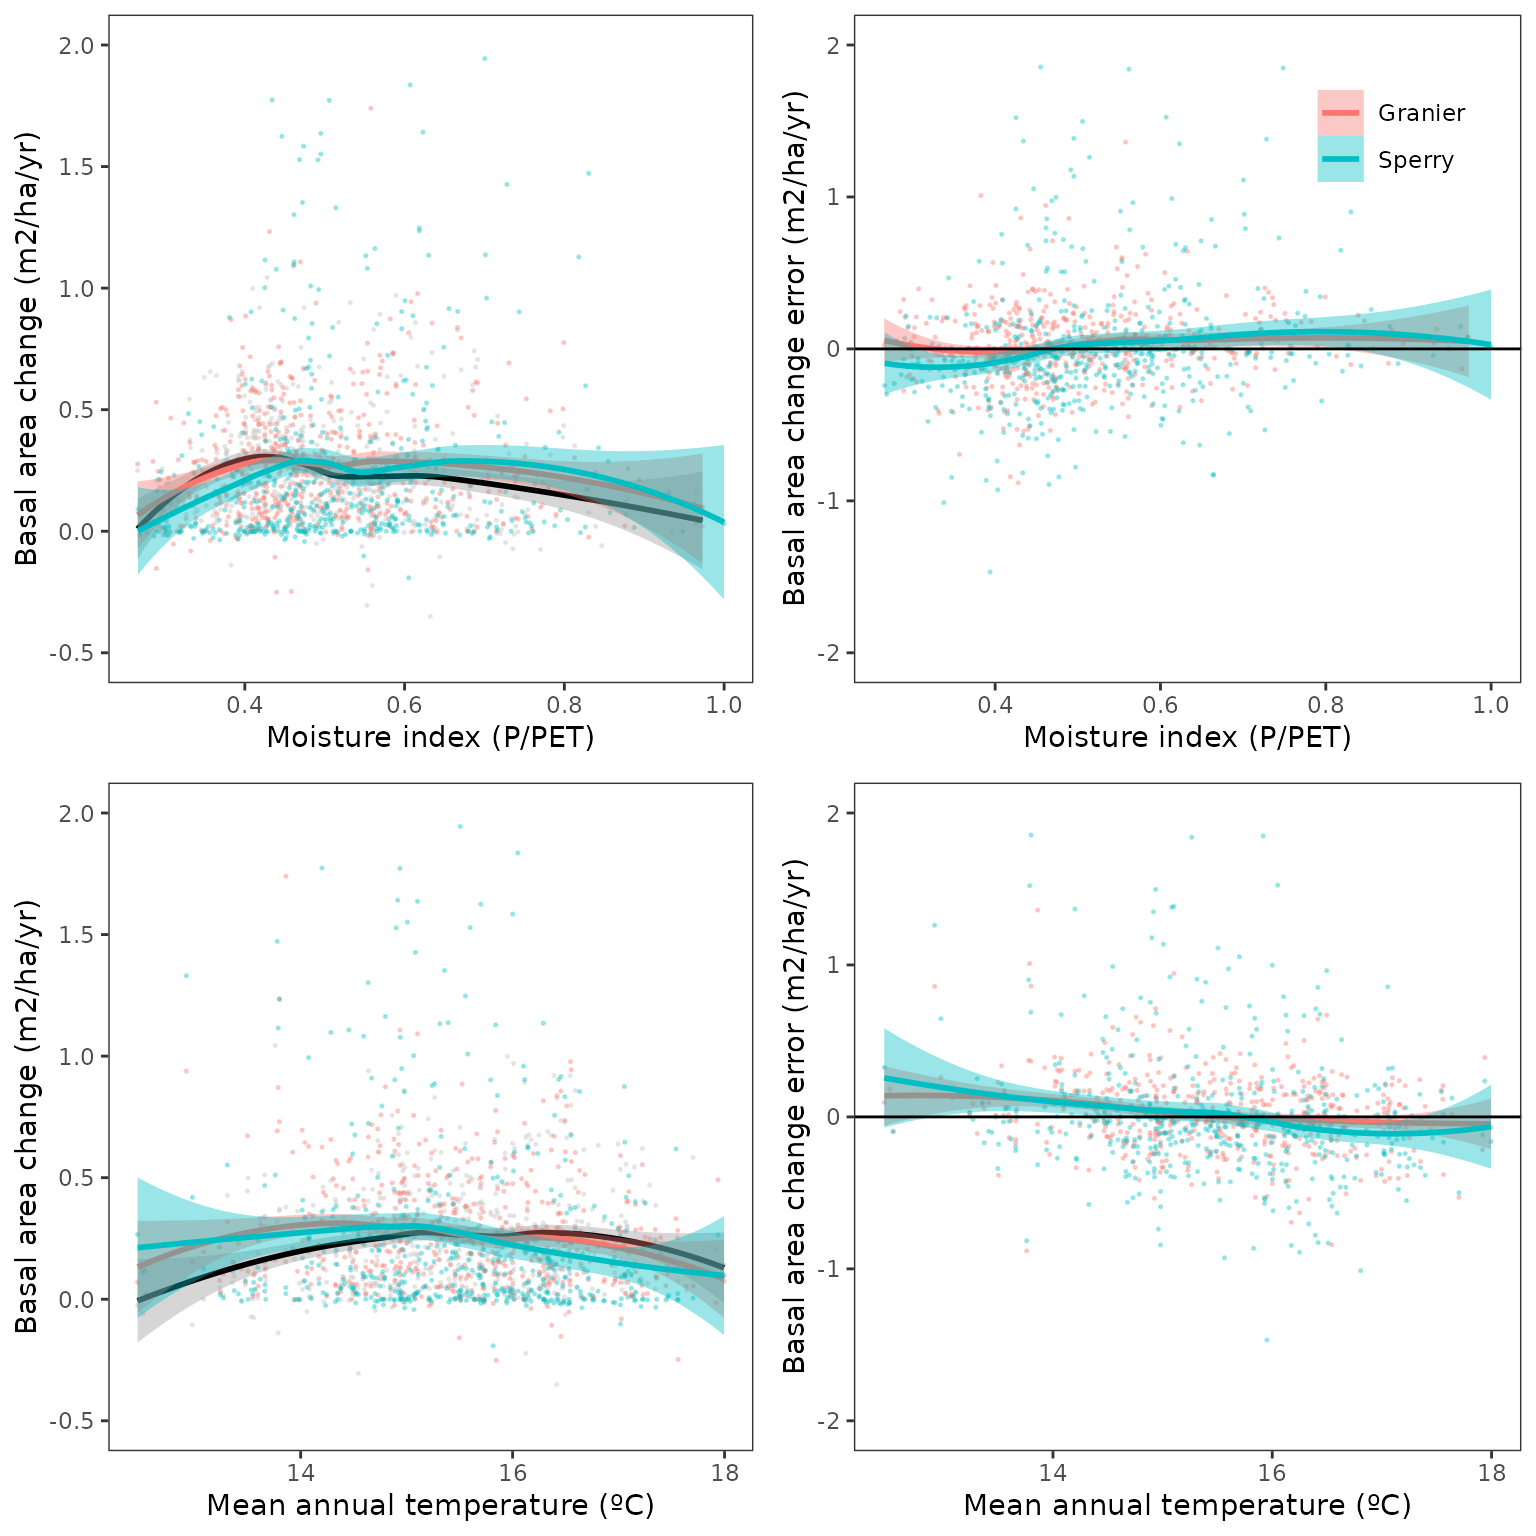 Basal area change (m2/ha/yr)
2.0
1.5
1.0
0.5
0.0
-0.5
0.4 0.6 0.8 1.0
Moisture index (P/PET)
Basal area change error (m2/ha/yr)
2
1
0
-1
-2
Granier
Sperry
0.4 0.6 0.8 1.0
Moisture index (P/PET)
Basal area change (m2/ha/yr)
2.0
1.5
1.0
0.5
0.0
-0.5
14 16 18
Mean annual temperature (ºC)
Basal area change error (m2/ha/yr)
2
1
0
-1
-2
14 16 18
Mean annual temperature (ºC)